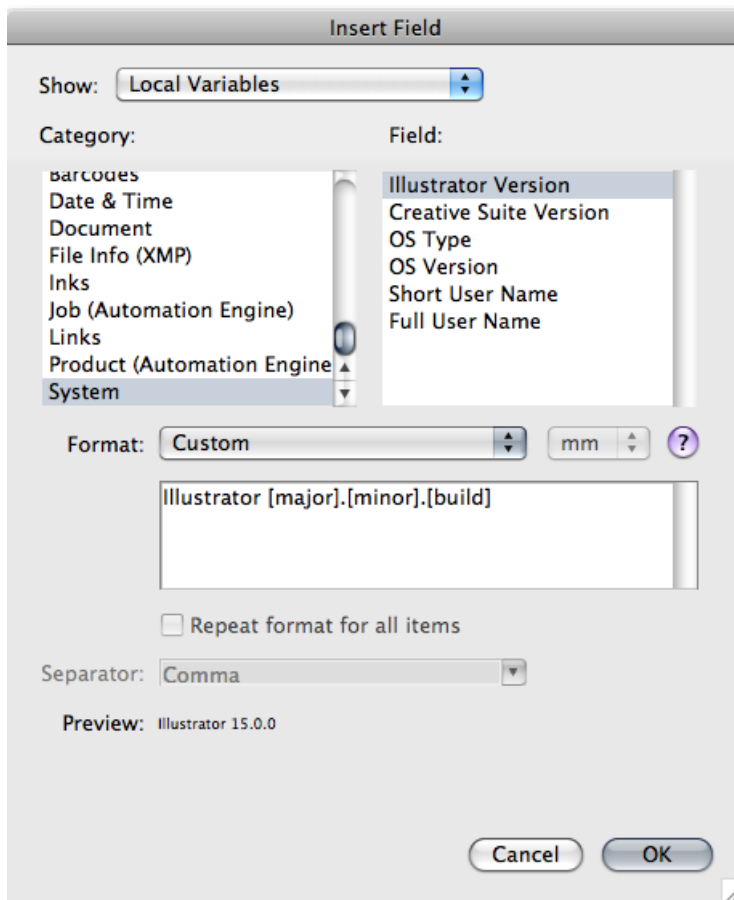 Insert Field
Show: Local Variables
Category:
Field:
Barcodes
Date & Time
Document
File Info (XMP)
Inks
Job (Automation Engine)
Links
Product (Automation Engine
System
Illustrator Version
Creative Suite Version
OS Type
OS Version
Short User Name
Full User Name
Format: Custom mm ?
Illustrator [major].[minor].[build]
Repeat format for all items
Separator: Comma
Preview: Illustrator 15.0.0
Cancel OK